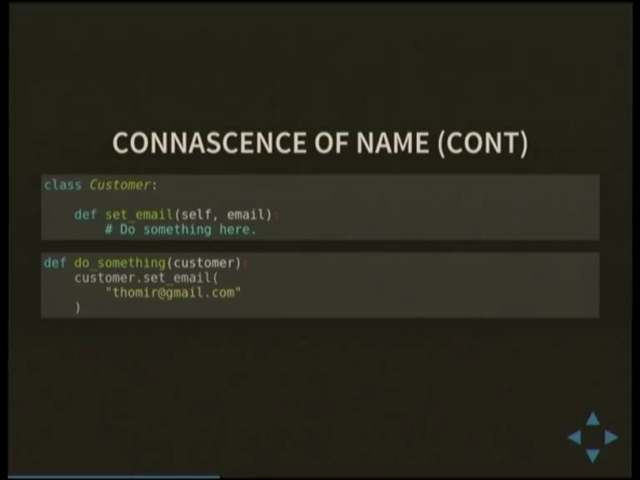 CONNASCENCE OF NAME (CONT)
class Customer:
def set_email(self, email):
# Do something here.
def do_something(customer):
customer.set_email(
"thomir@gmail.com"
)